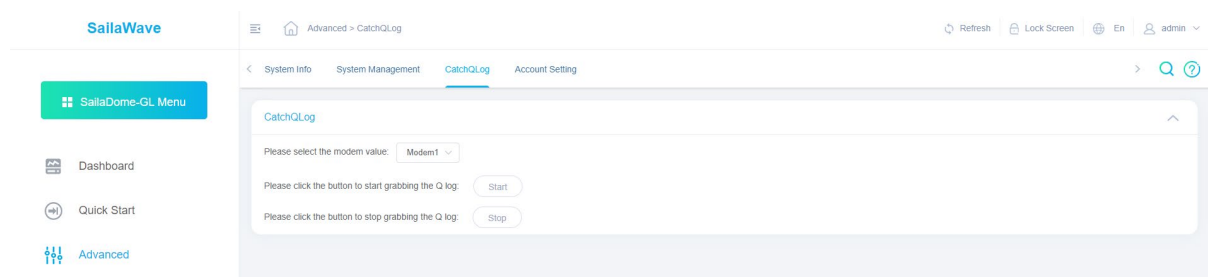 SailaWave
Advanced > CatchQLog
Refresh
Lock Screen
En
admin
System Info
System Management
CatchQLog
Account Setting
SailaDome-GL Menu
Dashboard
Quick Start
Advanced
CatchQLog
Please select the modem value: Modem1
Please click the button to start grabbing the Q log: Start
Please click the button to stop grabbing the Q log: Stop